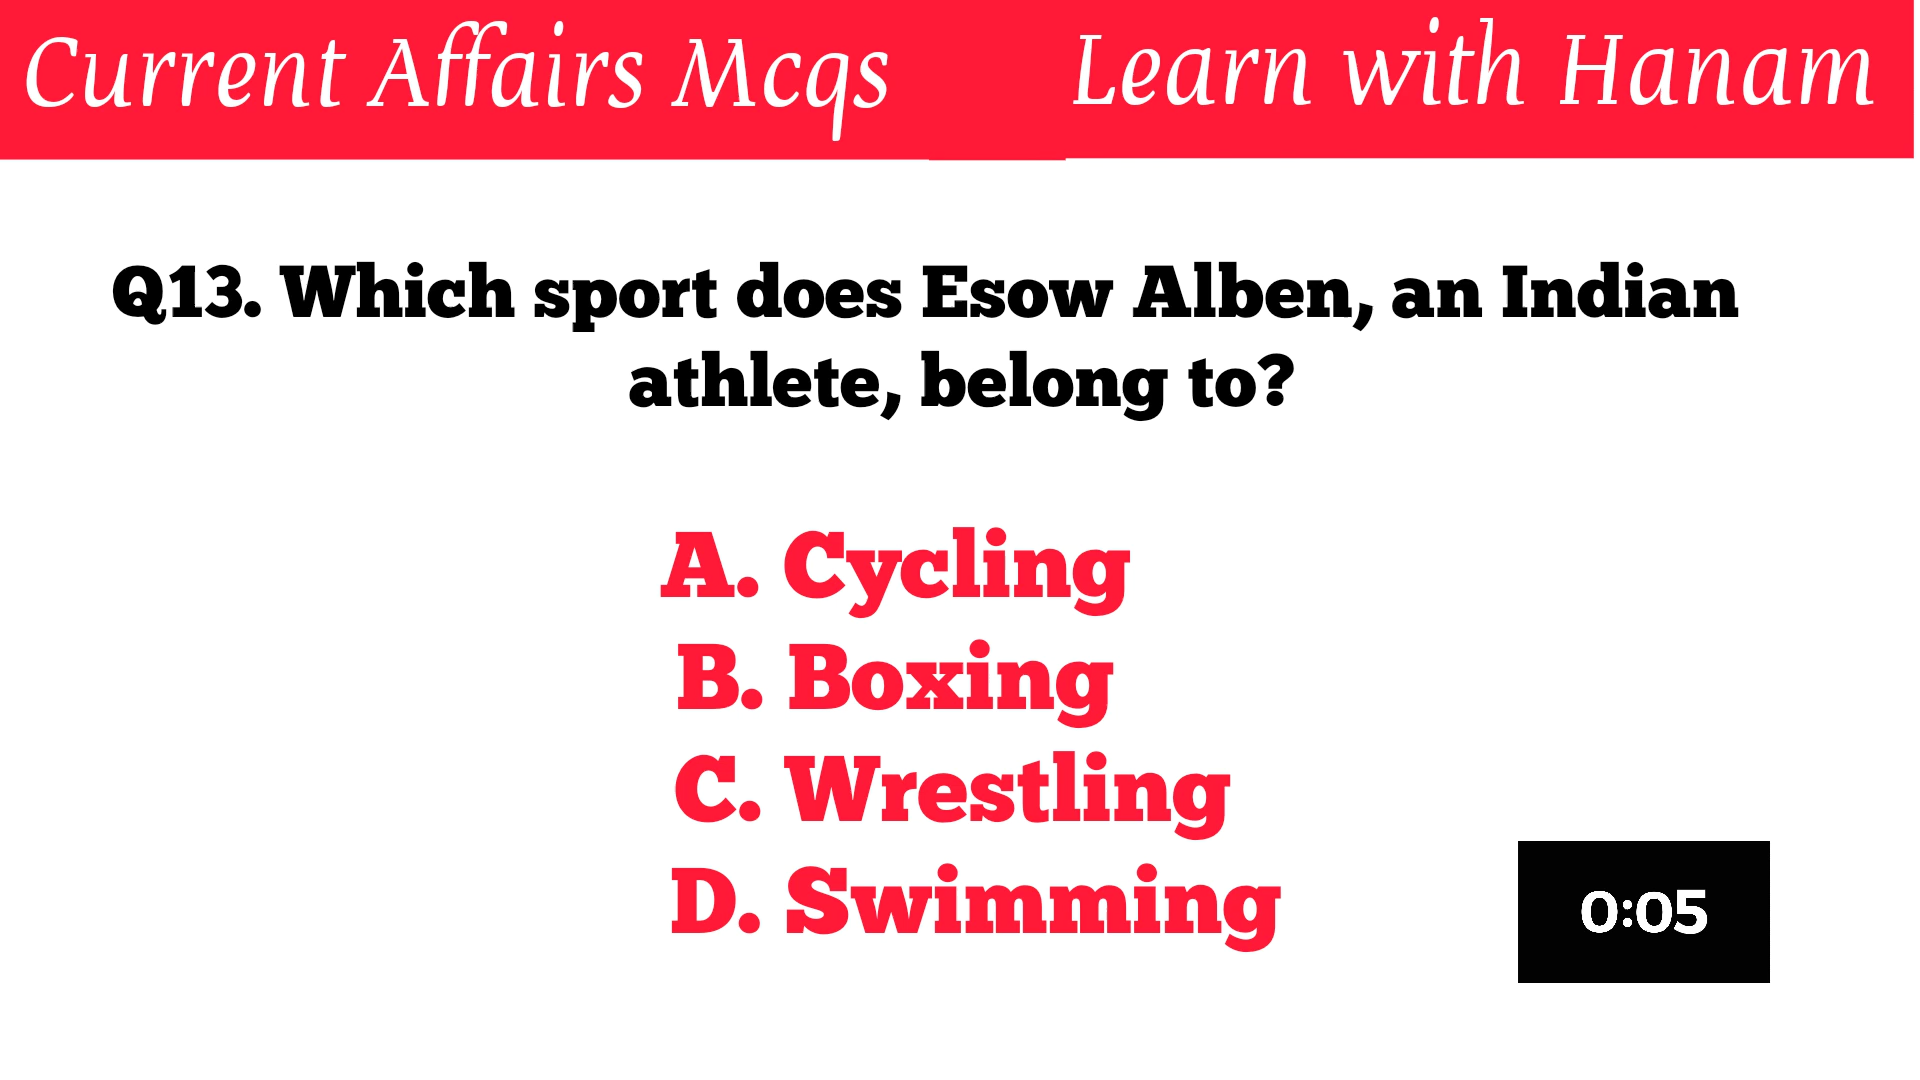 Current Affairs Mcqs
Learn with Hanam
Q13. Which sport does Esow Alben, an Indian
athlete, belong to?
A. Cycling
B. Boxing
C. Wrestling
D. Swimming
0:05